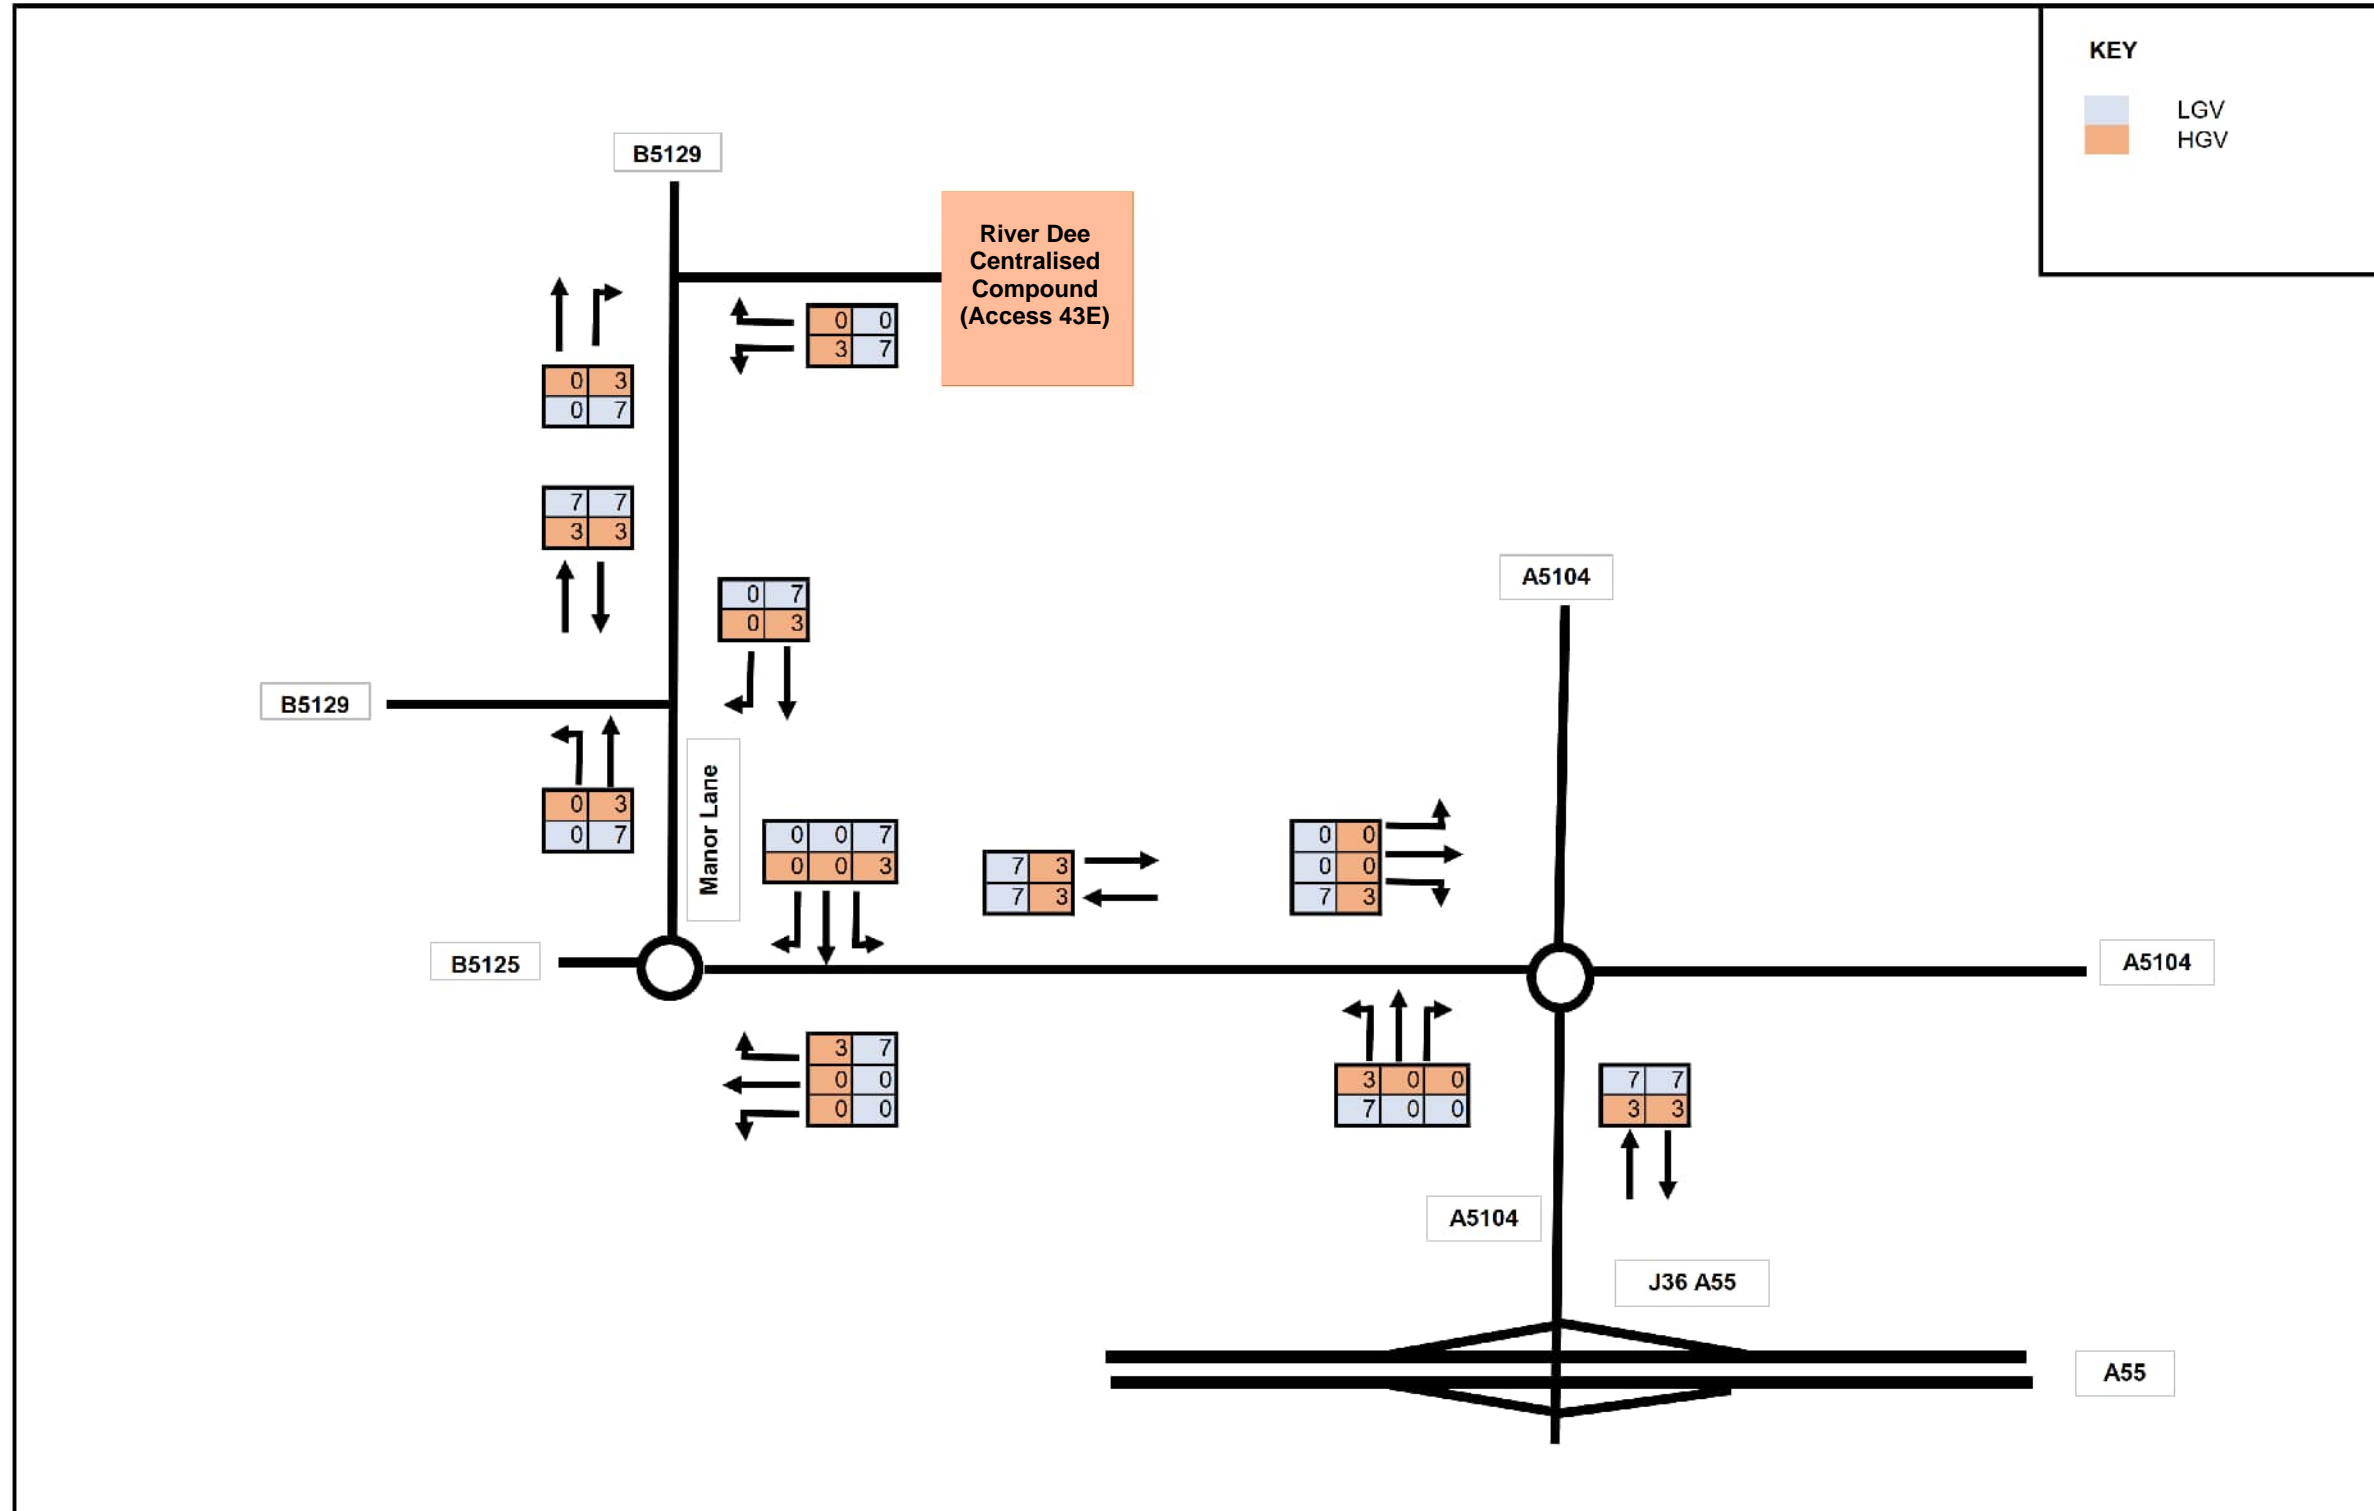 KEY
LGV
HGV
B5129
River Dee
Centralised
Compound
(Access 43E)
0 0
3 7
0 3
0 7
7 7
3 3
0 7
0 3
A5104
B5129
Manor Lane
0 3
0 7
0 0 7
0 0 3
7 3
7 3
0 0
0 0
7 3
B5125
A5104
3 7
0 0
0 0
3 0 0
7 0 0
7 7
3 3
A5104
J36 A55
A55